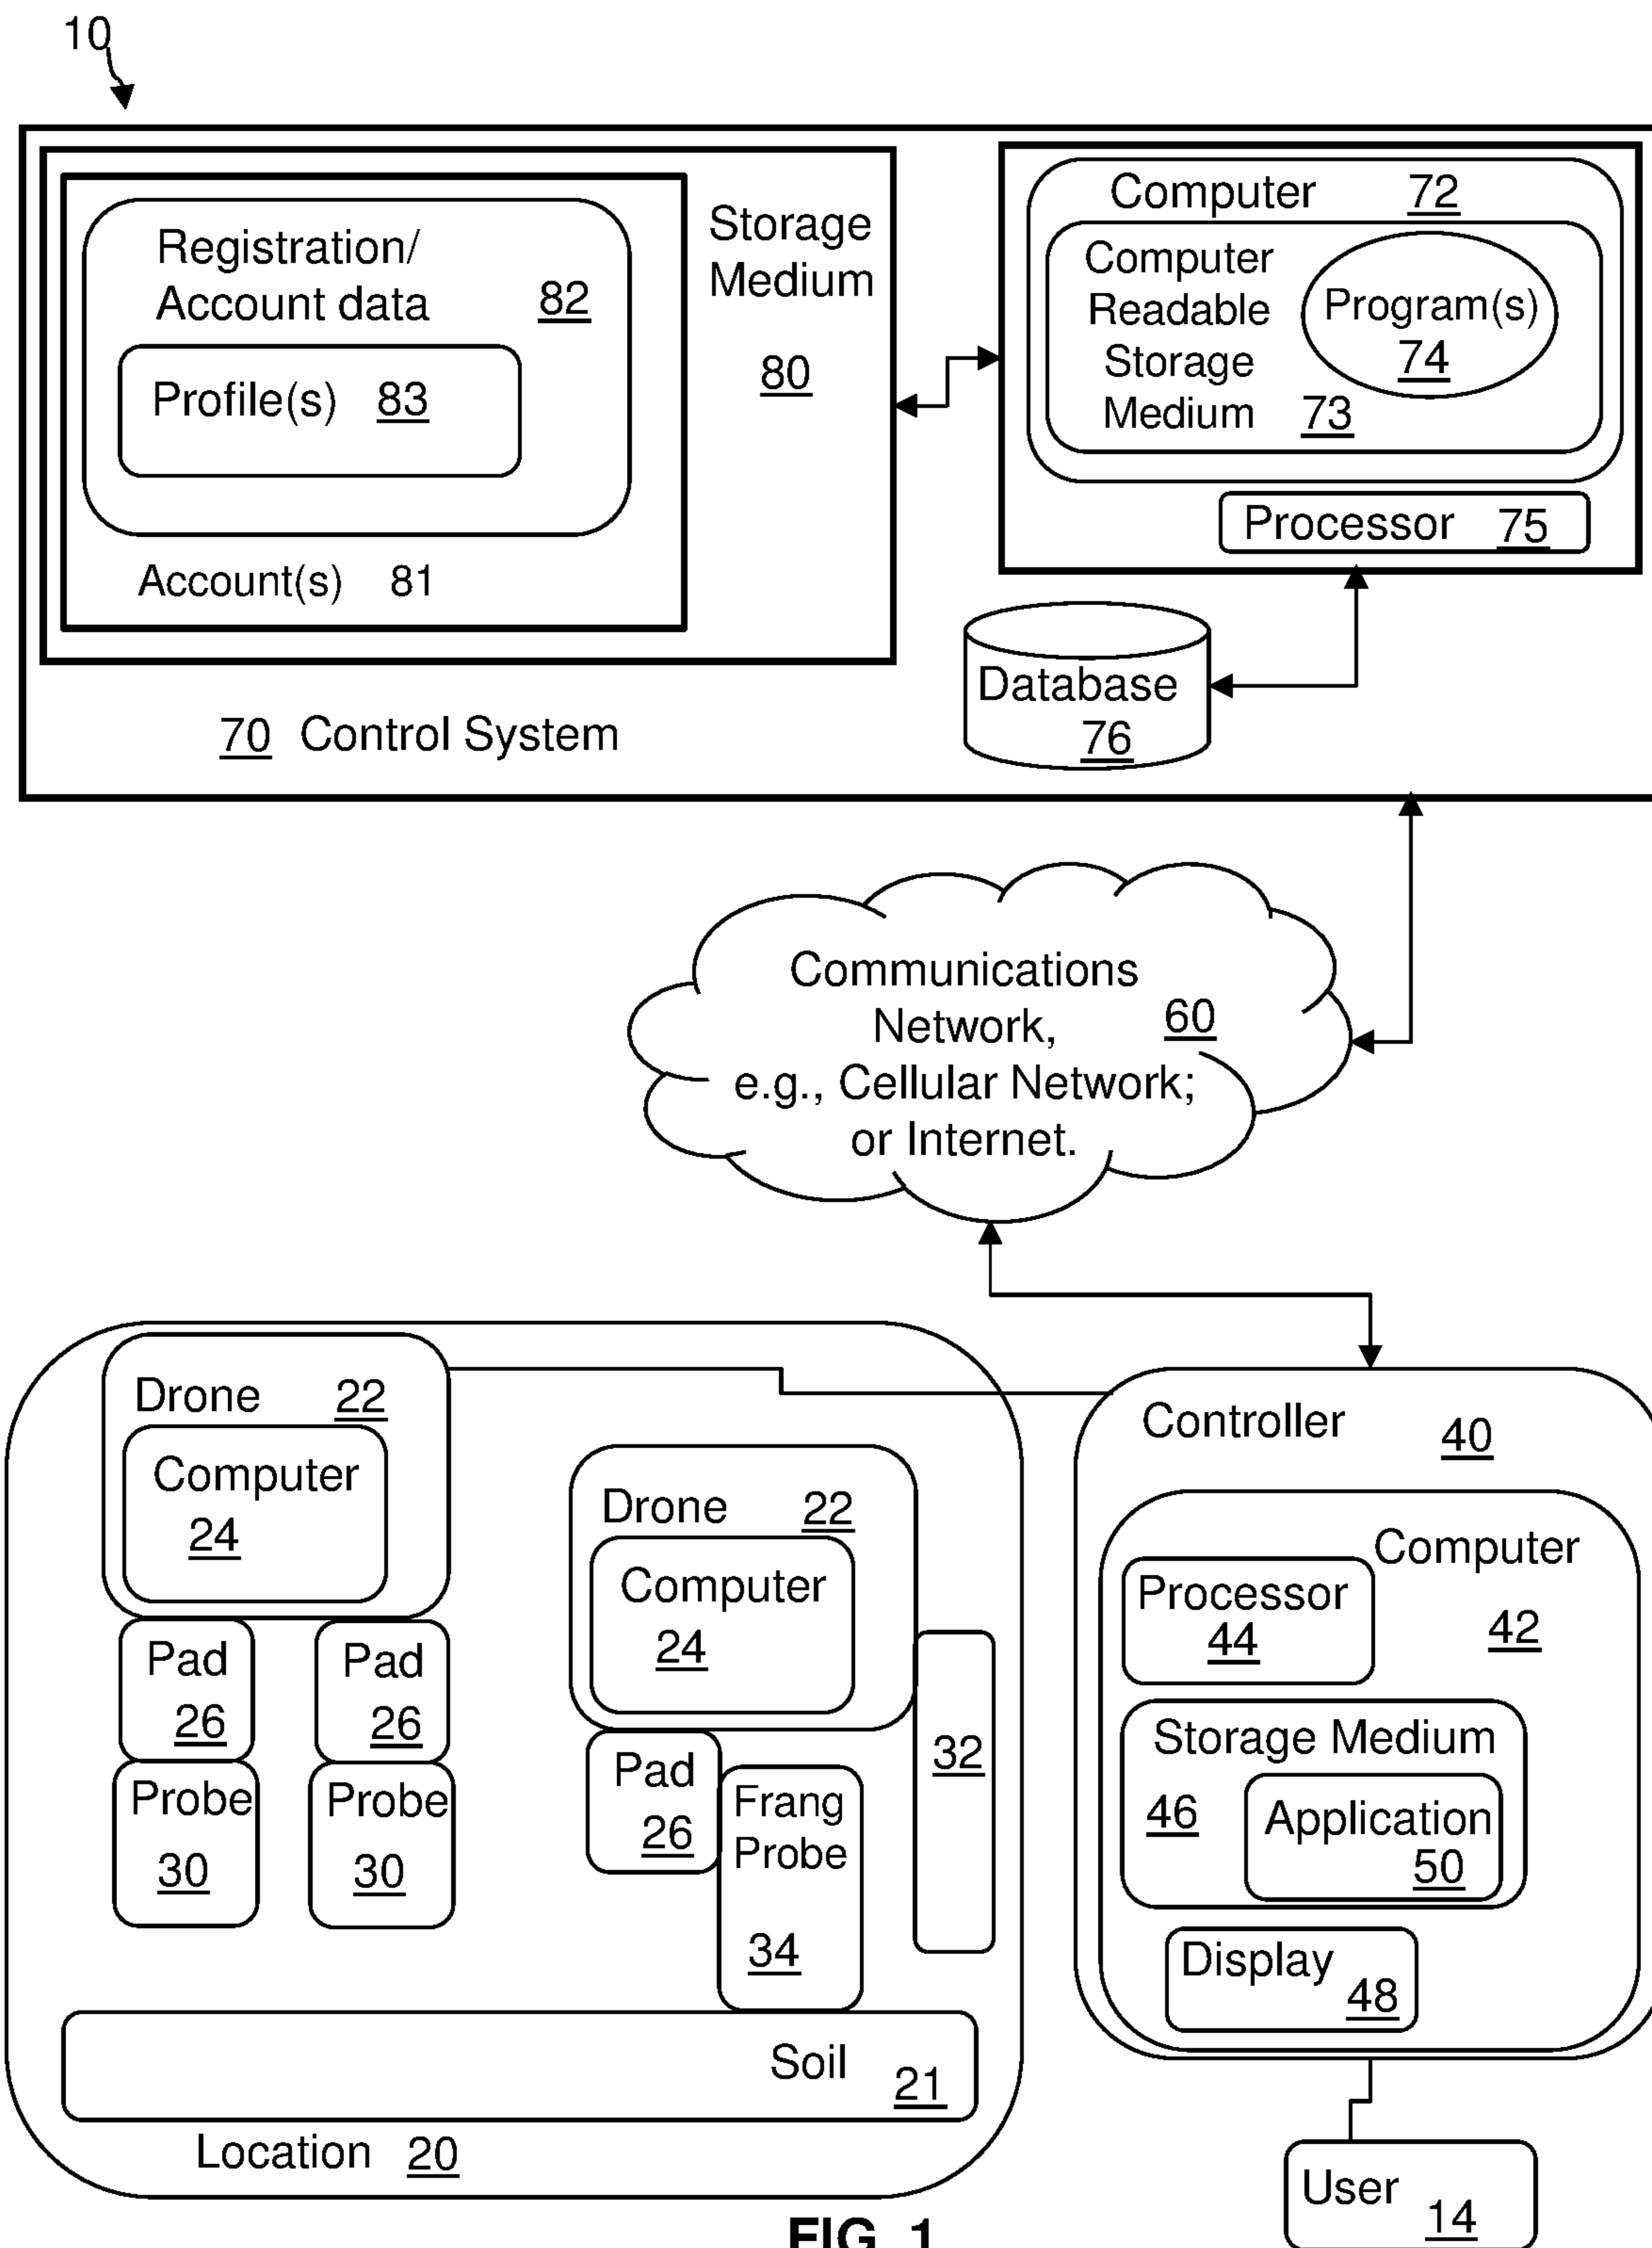 10
Registration/
Account data 82
Profile(s) 83
Account(s) 81
Storage
Medium
80
Computer 72
Computer
Readable
Storage
Medium 73
Program(s)
74
Processor 75
Database
76
70 Control System
Communications
Network, 60
e.g., Cellular Network;
or Internet.
Drone 22
Computer
24
Pad
26
Pad
26
Probe
30
Probe
30
Drone 22
Computer
24
Pad
26
Frang
Probe
34
32
Soil 21
Location 20
Controller 40
Computer
42
Processor
44
Storage Medium
46
Application
50
Display
48
User 14
FIG. 1